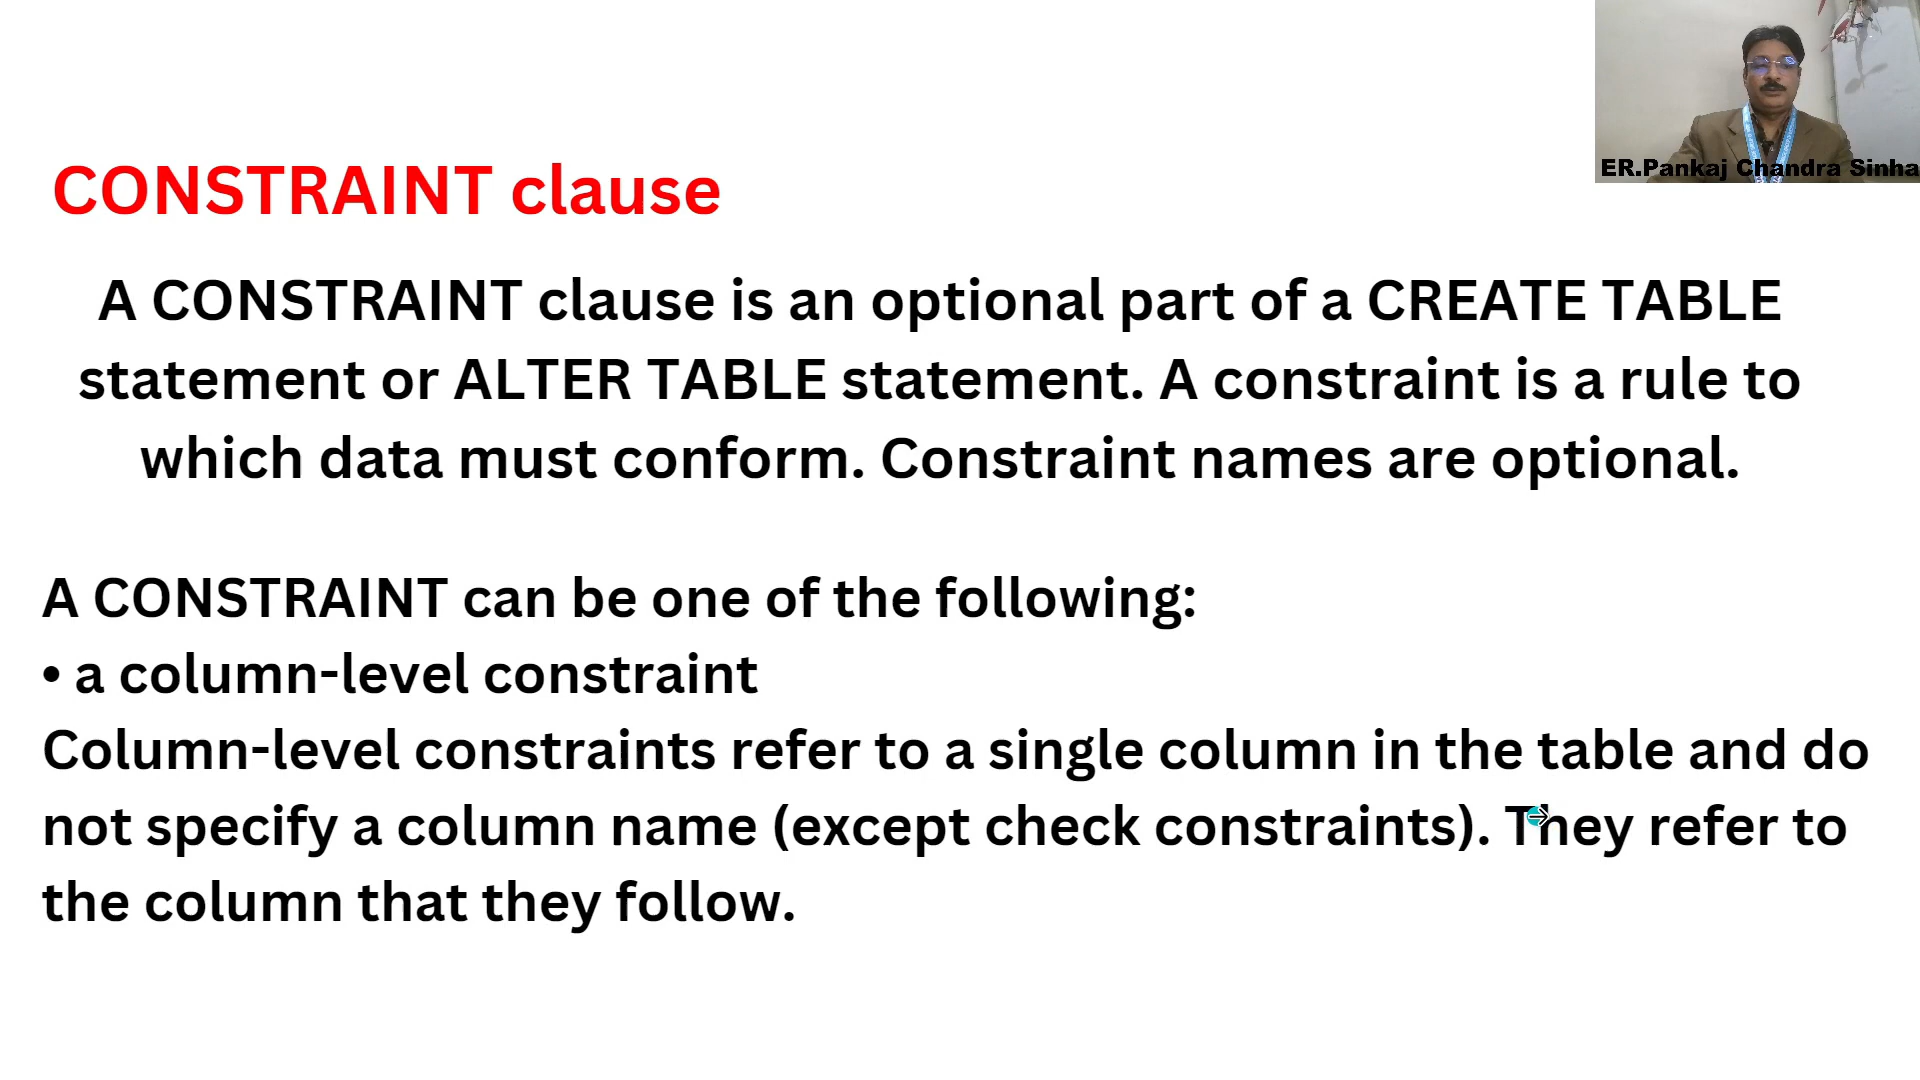 ER.Pankaj Chandra Sinha
CONSTRAINT clause
A CONSTRAINT clause is an optional part of a CREATE TABLE
statement or ALTER TABLE statement. A constraint is a rule to
which data must conform. Constraint names are optional.
A CONSTRAINT can be one of the following:
• a column-level constraint
Column-level constraints refer to a single column in the table and do
not specify a column name (except check constraints). They refer to
the column that they follow.